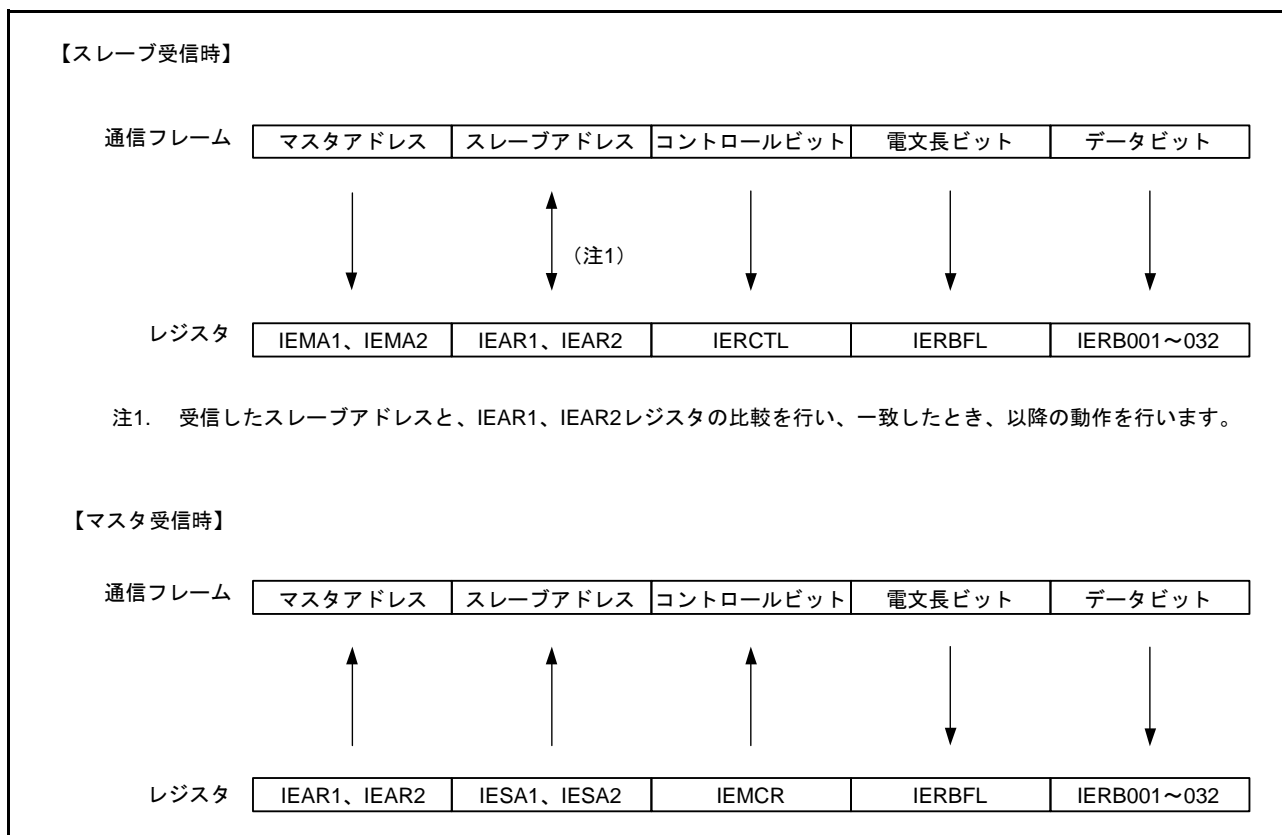 【スレーブ受信時】
通信フレーム マスタアドレス スレーブアドレス コントロールビット 電文長ビット データビット
（注1）
レジスタ IEMA1、IEMA2 IEAR1、IEAR2 IERCTL IERBFL IERB001～032
注1. 受信したスレーブアドレスと、IEAR1、IEAR2レジスタの比較を行い、一致したとき、以降の動作を行います。
【マスタ受信時】
通信フレーム マスタアドレス スレーブアドレス コントロールビット 電文長ビット データビット
レジスタ IEAR1、IEAR2 IESA1、IESA2 IEMCR IERBFL IERB001～032